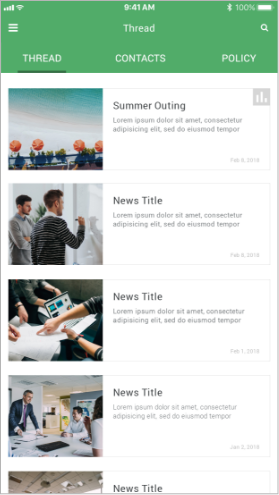 9:41 AM
100%
Thread
THREAD CONTACTS POLICY
Summer Outing
Lorem ipsum dolor sit amet, consectetur
adipisicing elit, sed do eiusmod tempor
Feb 8, 2018
News Title
Lorem ipsum dolor sit amet, consectetur
adipisicing elit, sed do eiusmod tempor
Feb 8, 2018
News Title
Lorem ipsum dolor sit amet, consectetur
adipisicing elit, sed do eiusmod tempor
Feb 1, 2018
News Title
Lorem ipsum dolor sit amet, consectetur
adipisicing elit, sed do eiusmod tempor
Jan 2, 2018
News Title